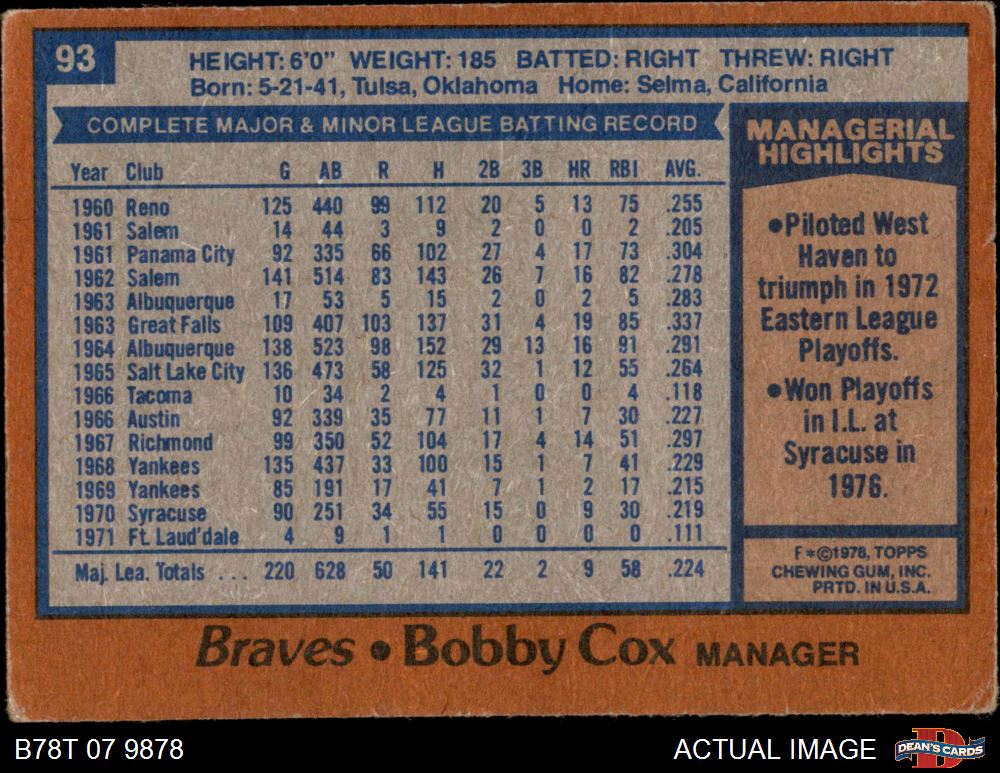 93
HEIGHT: 6'0" WEIGHT: 185 BATTED: RIGHT THREW: RIGHT
Born: 5-21-41, Tulsa, Oklahoma Home: Selma, California
COMPLETE MAJOR & MINOR LEAGUE BATTING RECORD
Year Club G AB R H 2B 3B HR RBI AVG.
1960 Reno 125 440 99 112 20 5 13 75 .255
1961 Salem 14 44 3 9 2 0 0 2 .205
1961 Panama City 92 335 66 102 27 4 17 73 .304
1962 Salem 141 514 83 143 26 7 16 82 .278
1963 Albuquerque 17 53 5 15 2 0 2 5 .283
1963 Great Falls 109 407 103 137 31 4 19 85 .337
1964 Albuquerque 138 523 98 152 29 13 16 91 .291
1965 Salt Lake City 136 473 58 125 32 1 12 55 .264
1966 Tacoma 10 34 2 4 1 0 0 4 .118
1966 Austin 92 339 35 77 11 1 7 30 .227
1967 Richmond 99 350 52 104 17 4 14 51 .297
1968 Yankees 135 437 33 100 15 1 7 41 .229
1969 Yankees 85 191 17 41 7 1 2 17 .215
1970 Syracuse 90 251 34 55 15 0 9 30 .219
1971 Ft. Laud'dale 4 9 1 1 0 0 0 0 .111
Maj. Lea. Totals ... 220 628 50 141 22 2 9 58 .224
MANAGERIAL
HIGHLIGHTS
•Piloted West
Haven to
triumph in 1972
Eastern League
Playoffs.
•Won Playoffs
in I.L. at
Syracuse in
1976.
F*©1978, TOPPS
CHEWING GUM, INC.
PRTD. IN U.S.A.
Braves • Bobby Cox MANAGER
B78T 07 9878
ACTUAL IMAGE
D
DEAN'S CARDS